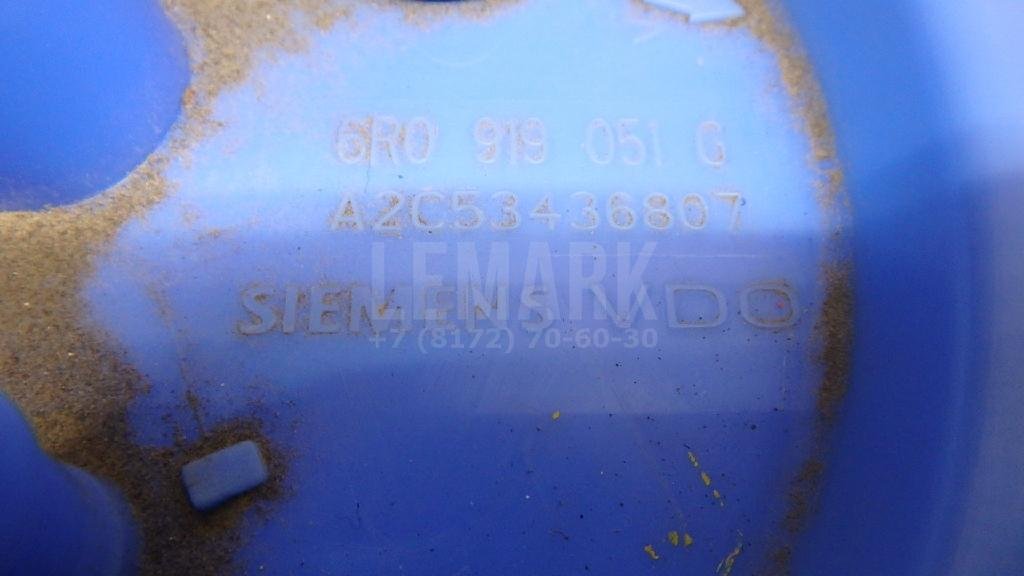 6R0 919 051 G
A2C53436807
LEMARK
SIEMENS VDO
+7 (8172) 70-60-30